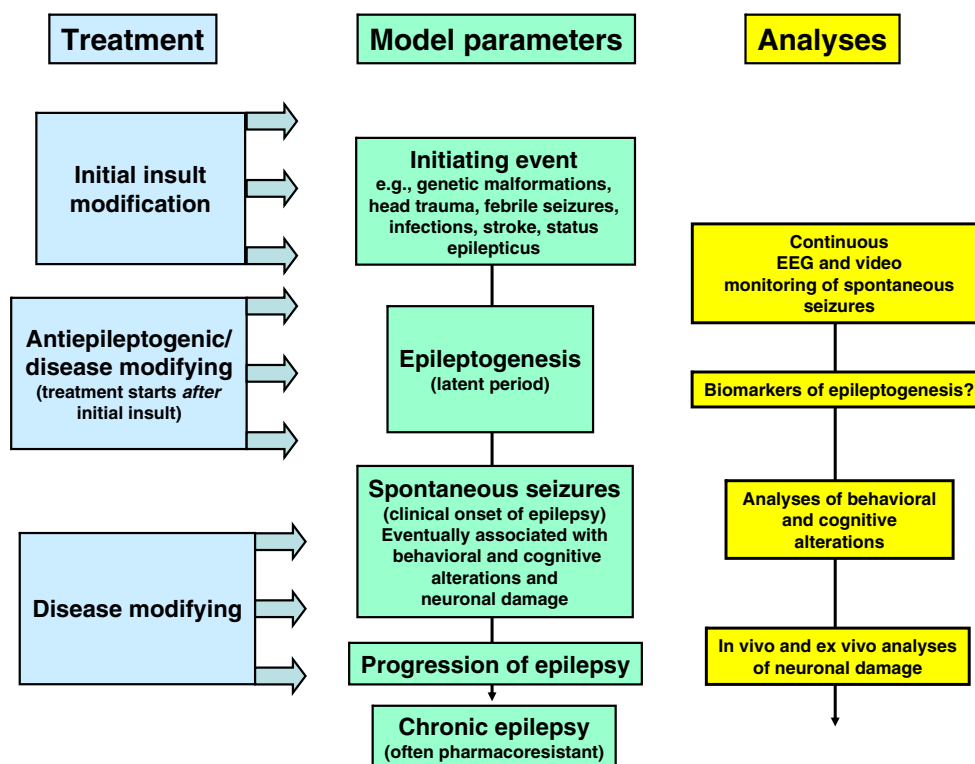 Treatment
Model parameters
Analyses
Initial insult
modification
Antiepileptogenic/
disease modifying
(treatment starts after
initial insult)
Disease modifying
Initiating event
e.g., genetic malformations,
head trauma, febrile seizures,
infections, stroke, status
epilepticus
Epileptogenesis
(latent period)
Spontaneous seizures
(clinical onset of epilepsy)
Eventually associated with
behavioral and cognitive
alterations and
neuronal damage
Progression of epilepsy
Chronic epilepsy
(often pharmacoresistant)
Continuous
EEG and video
monitoring of spontaneous
seizures
Biomarkers of epileptogenesis?
Analyses of behavioral
and cognitive
alterations
In vivo and ex vivo analyses
of neuronal damage